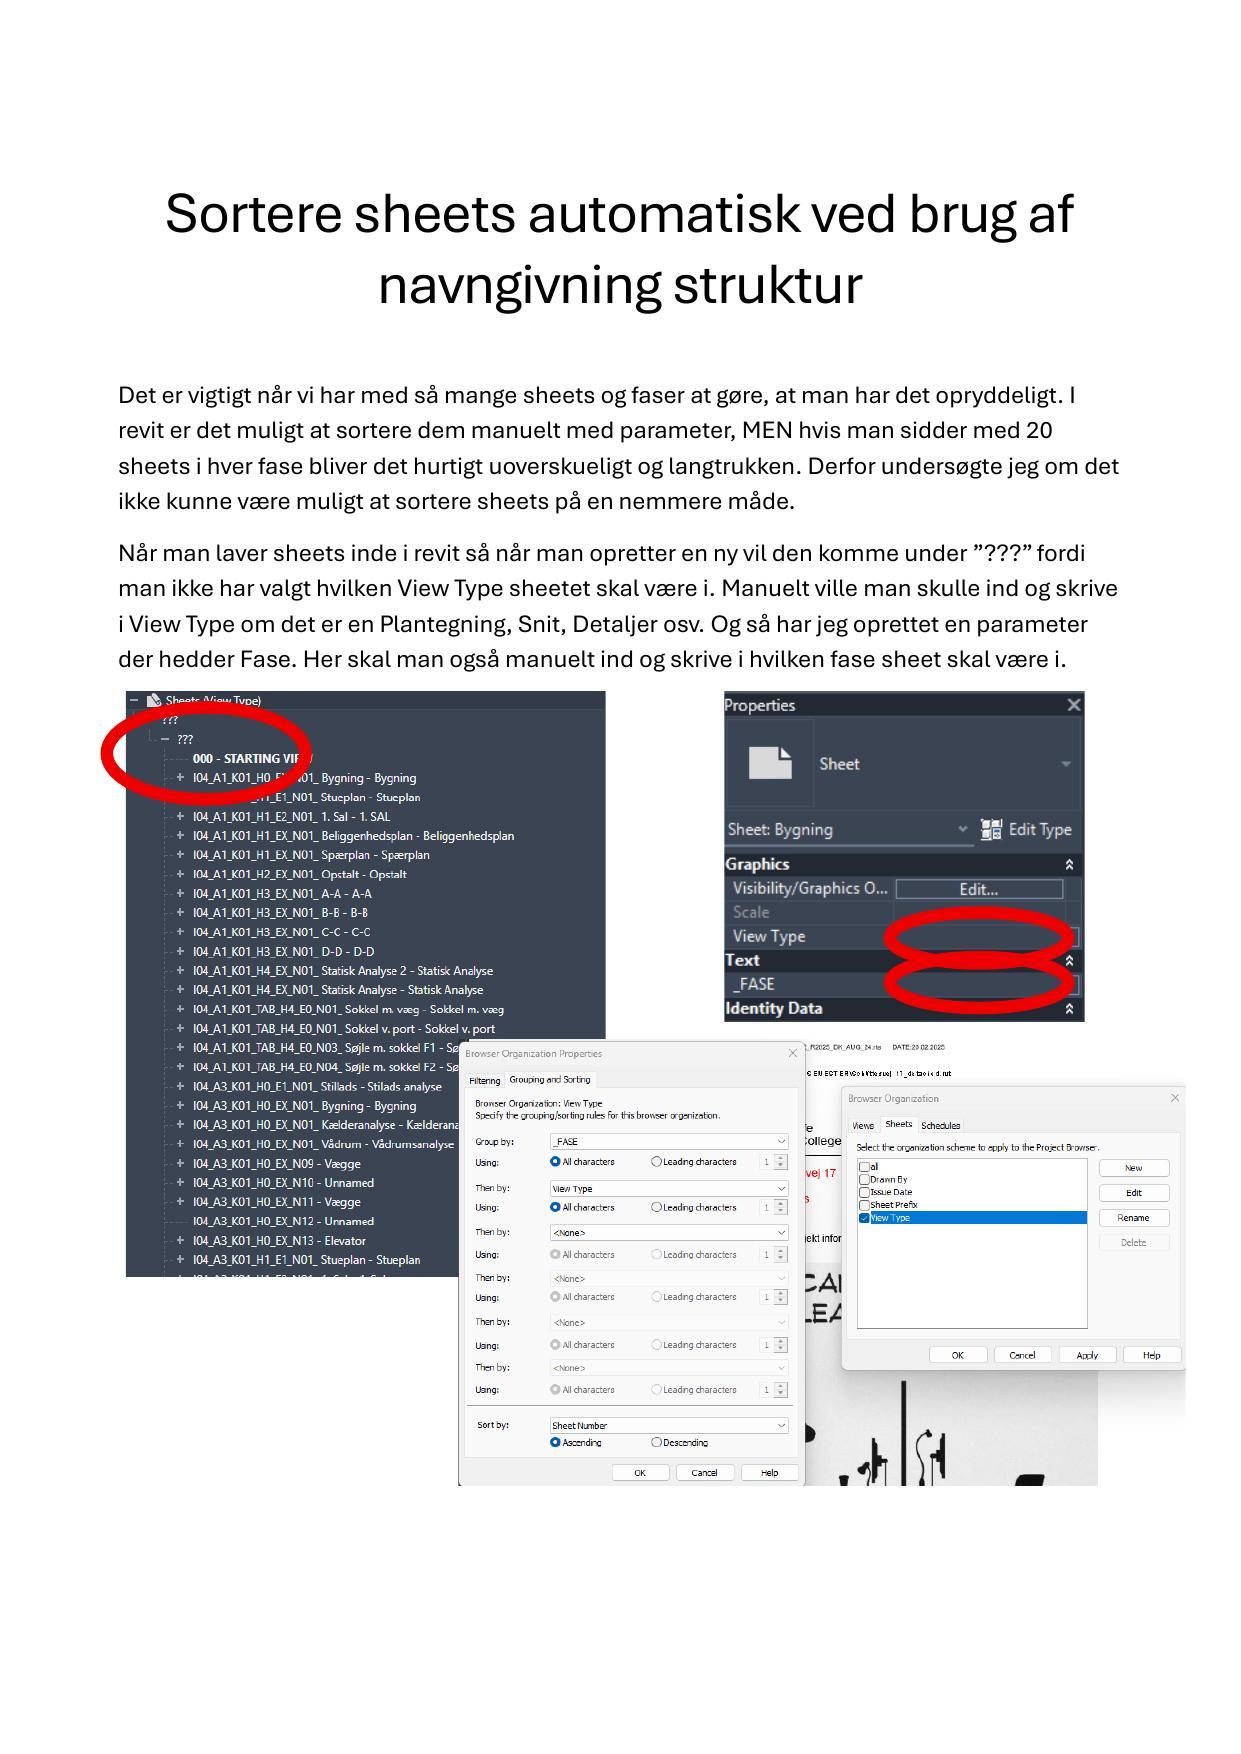 Sortere sheets automatisk ved brug af
navngivning struktur
Det er vigtigt når vi har med så mange sheets og faser at gøre, at man har det opryddeligt. I
revit er det muligt at sortere dem manuelt med parameter, MEN hvis man sidder med 20
sheets i hver fase bliver det hurtigt uoverskueligt og langtrukken. Derfor undersøgte jeg om det
ikke kunne være muligt at sortere sheets på en nemmere måde.
Når man laver sheets inde i revit så når man opretter en ny vil den komme under ”???” fordi
man ikke har valgt hvilken View Type sheetet skal være i. Manuelt ville man skulle ind og skrive
i View Type om det er en Plantegning, Snit, Detaljer osv. Og så har jeg oprettet en parameter
der hedder Fase. Her skal man også manuelt ind og skrive i hvilken fase sheet skal være i.
Sheets (View Type)
???
???
000 - STARTING VIEW
I04_A1_K01_H0_EX_N01_ Bygning - Bygning
E1_N01_ Stueplan - Stueplan
I04_A1_K01_H1_E2_N01_ 1. Sal - 1. SAL
I04_A1_K01_H1_EX_N01_ Beliggenhedsplan - Beliggenhedsplan
I04_A1_K01_H1_EX_N01_ Spærplan - Spærplan
I04_A1_K01_H2_EX_N01_ Opstalt - Opstalt
I04_A1_K01_H3_EX_N01_ A-A - A-A
I04_A1_K01_H3_EX_N01_ B-B - B-B
I04_A1_K01_H3_EX_N01_ C-C - C-C
I04_A1_K01_H3_EX_N01_ D-D - D-D
I04_A1_K01_H4_EX_N01_ Statisk Analyse 2 - Statisk Analyse
I04_A1_K01_H4_EX_N01_ Statisk Analyse - Statisk Analyse
I04_A1_K01_TAB_H4_E0_N01_ Sokkel m. væg - Sokkel m. væg
I04_A1_K01_TAB_H4_E0_N01_ Sokkel v. port - Sokkel v. port
I04_A1_K01_TAB_H4_E0_N03_ Søjle m. sokkel F1 - Sø
I04_A1_K01_TAB_H4_E0_N04_ Søjle m. sokkel F2 - Sø
I04_A3_K01_H0_E1_N01_ Stillads - Stilads analyse
I04_A3_K01_H0_EX_N01_ Bygning - Bygning
I04_A3_K01_H0_EX_N01_ Kælderanalyse - Kælderana
I04_A3_K01_H0_EX_N01_ Vådrum - Vådrumsanalyse
I04_A3_K01_H0_EX_N09 - Vægge
I04_A3_K01_H0_EX_N10 - Unnamed
I04_A3_K01_H0_EX_N11 - Vægge
I04_A3_K01_H0_EX_N12 - Unnamed
I04_A3_K01_H0_EX_N13 - Elevator
I04_A3_K01_H1_E1_N01_ Stueplan - Stueplan
Properties
Sheet
Sheet: Bygning
Edit Type
Graphics
Visibility/Graphics O... Edit...
Scale
View Type
Text
_FASE
Identity Data
Browser Organization Properties
Filtering Grouping and Sorting
Browser Organization: View Type
Specify the grouping/sorting rules for this browser organization.
Group by: _FASE
Using: All characters Leading characters 1
Then by: View Type
Using: All characters Leading characters 1
Then by: <None>
Using: All characters Leading characters 1
Then by: <None>
Using: All characters Leading characters 1
Then by: <None>
Using: All characters Leading characters 1
Then by: <None>
Using: All characters Leading characters 1
Sort by: Sheet Number
Ascending Descending
OK Cancel Help
_R2025_DK_AUG_24.rte DATE:20.02.2025
College
vej 17
Browser Organization
Views Sheets Schedules
Select the organization scheme to apply to the Project Browser.
all
Drawn By
Issue Date
Sheet Prefix
View Type
New
Edit
Rename
Delete
OK Cancel Apply Help